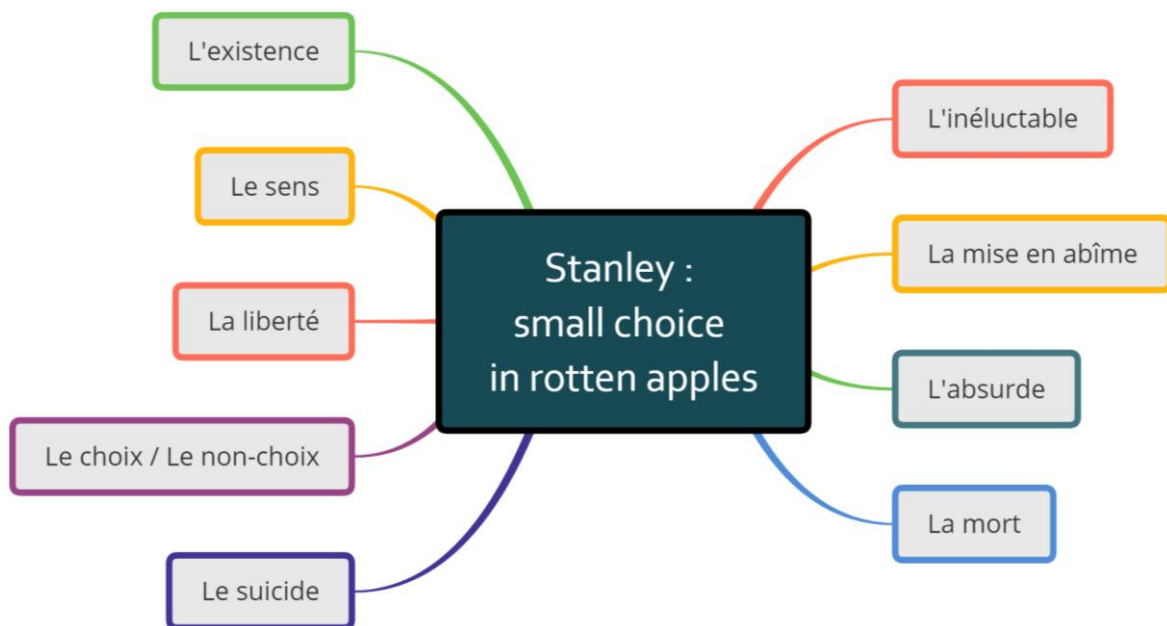 L'existence
Le sens
La liberté
Le choix / Le non-choix
Le suicide
Stanley :
small choice
in rotten apples
L'inéluctable
La mise en abîme
L'absurde
La mort